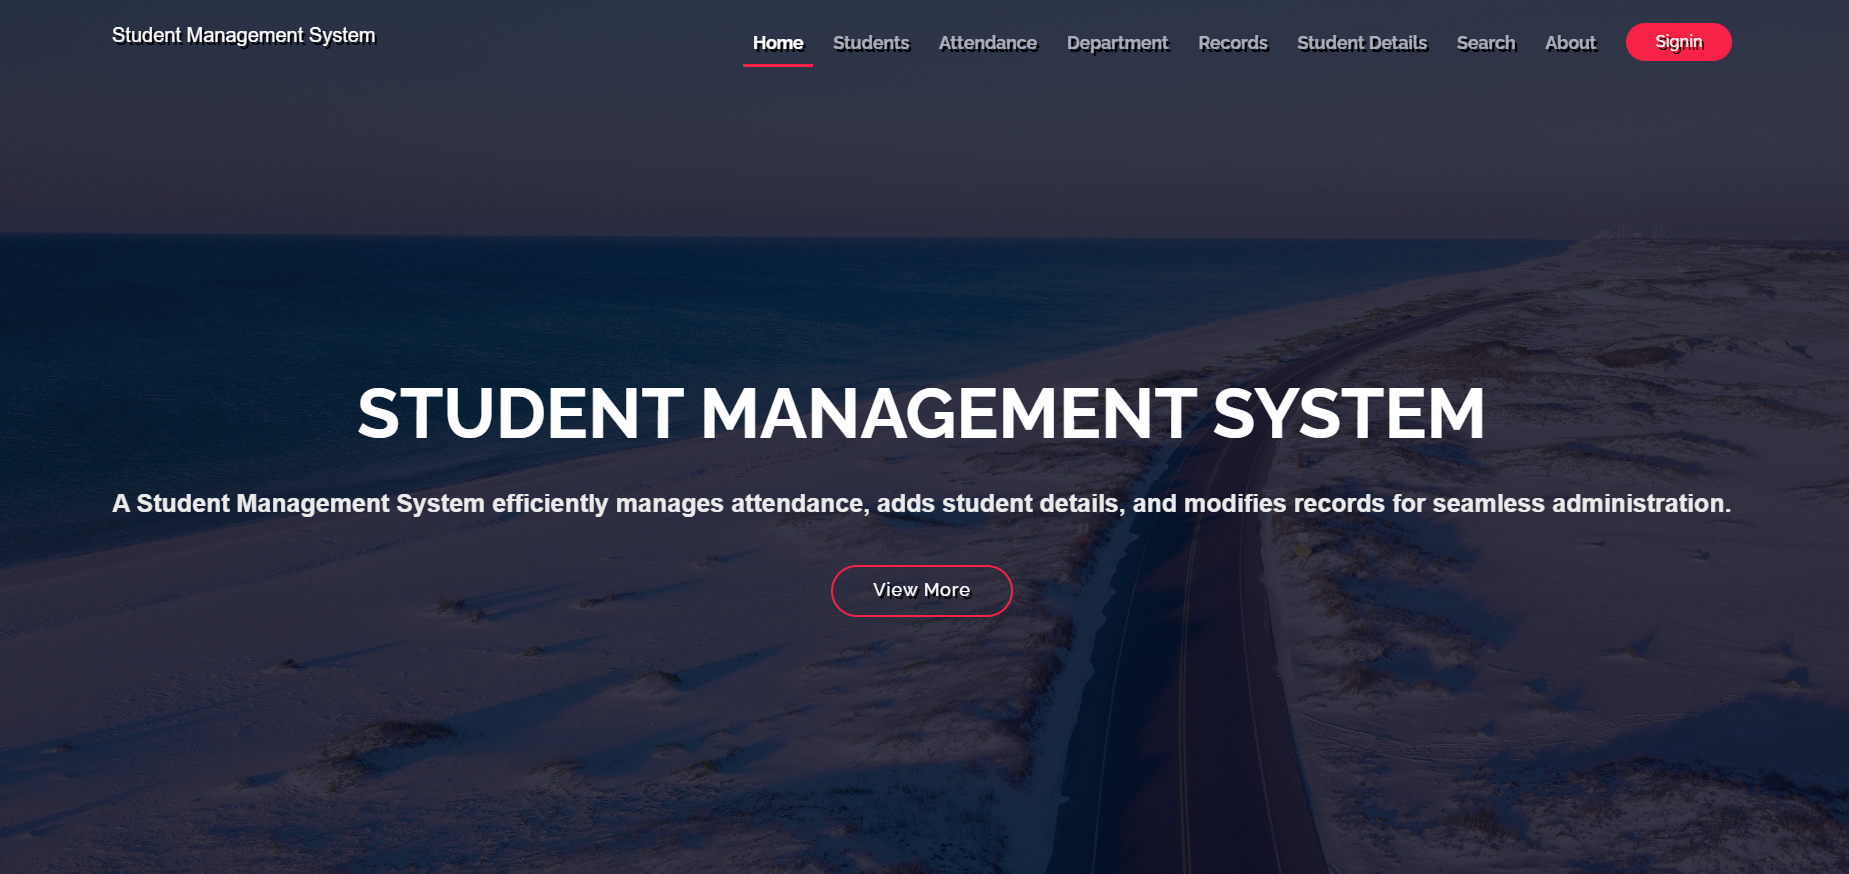 Student Management System
Home Students Attendance Department Records Student Details Search About Signin
STUDENT MANAGEMENT SYSTEM
A Student Management System efficiently manages attendance, adds student details, and modifies records for seamless administration.
View More